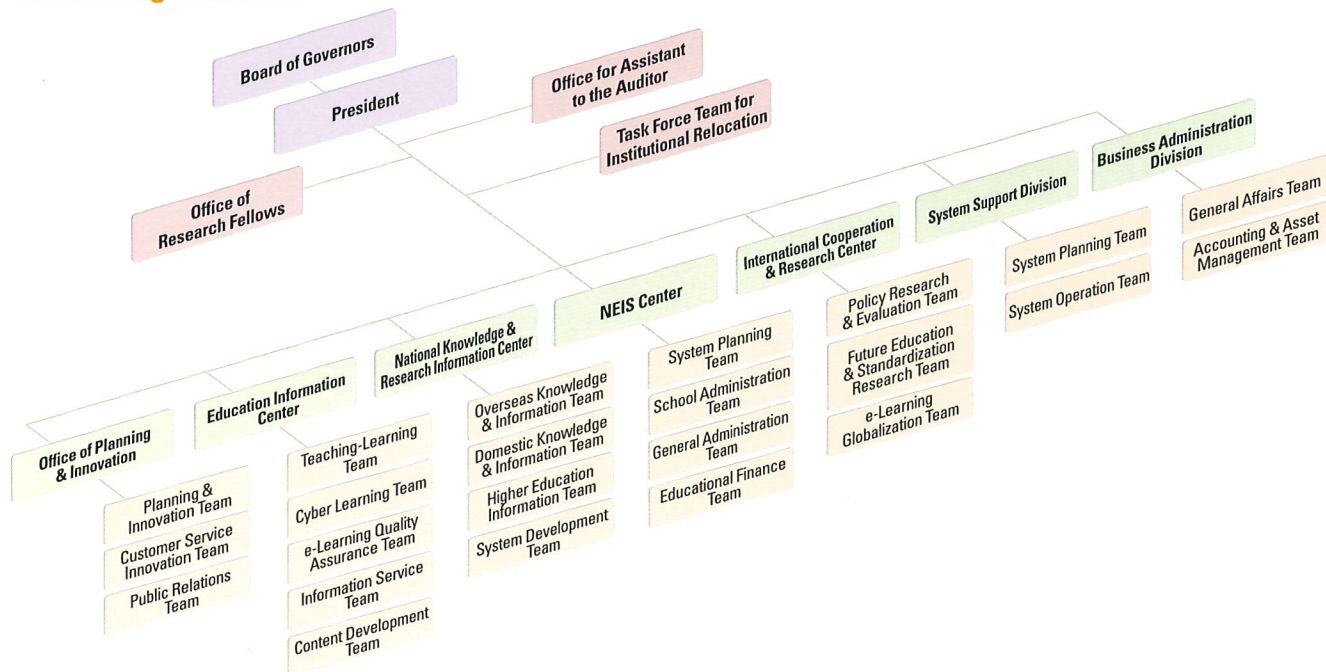 Board of Governors
President
Office for Assistant
to the Auditor
Task Force Team for
Institutional Relocation
Office of
Research Fellows
Office of Planning
& Innovation
Planning &
Innovation Team
Customer Service
Innovation Team
Public Relations
Team
Education Information
Center
Teaching-Learning
Team
Cyber Learning Team
e-Learning Quality
Assurance Team
Information Service
Team
Content Development
Team
National Knowledge &
Research Information Center
Overseas Knowledge
& Information Team
Domestic Knowledge
& Information Team
Higher Education
Information Team
System Development
Team
NEIS Center
System Planning
Team
School Administration
Team
General Administration
Team
Educational Finance
Team
International Cooperation
& Research Center
Policy Research
& Evaluation Team
Future Education
& Standardization
Research Team
e-Learning
Globalization Team
System Support Division
System Planning Team
System Operation Team
Business Administration
Division
General Affairs Team
Accounting & Asset
Management Team